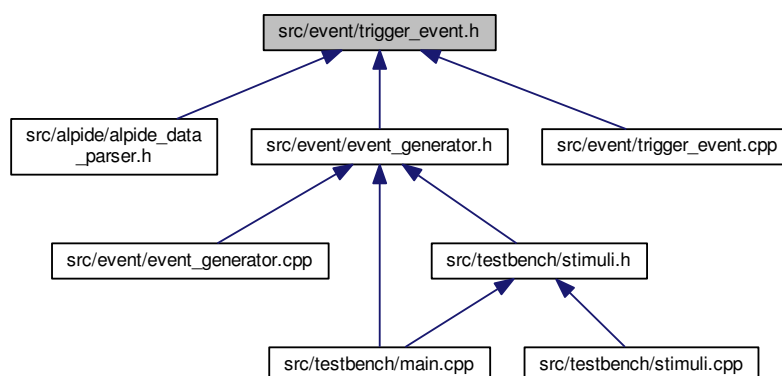 src/event/trigger_event.h
src/alpide/alpide_data
_parser.h
src/event/event_generator.h
src/event/trigger_event.cpp
src/event/event_generator.cpp
src/testbench/stimuli.h
src/testbench/main.cpp
src/testbench/stimuli.cpp